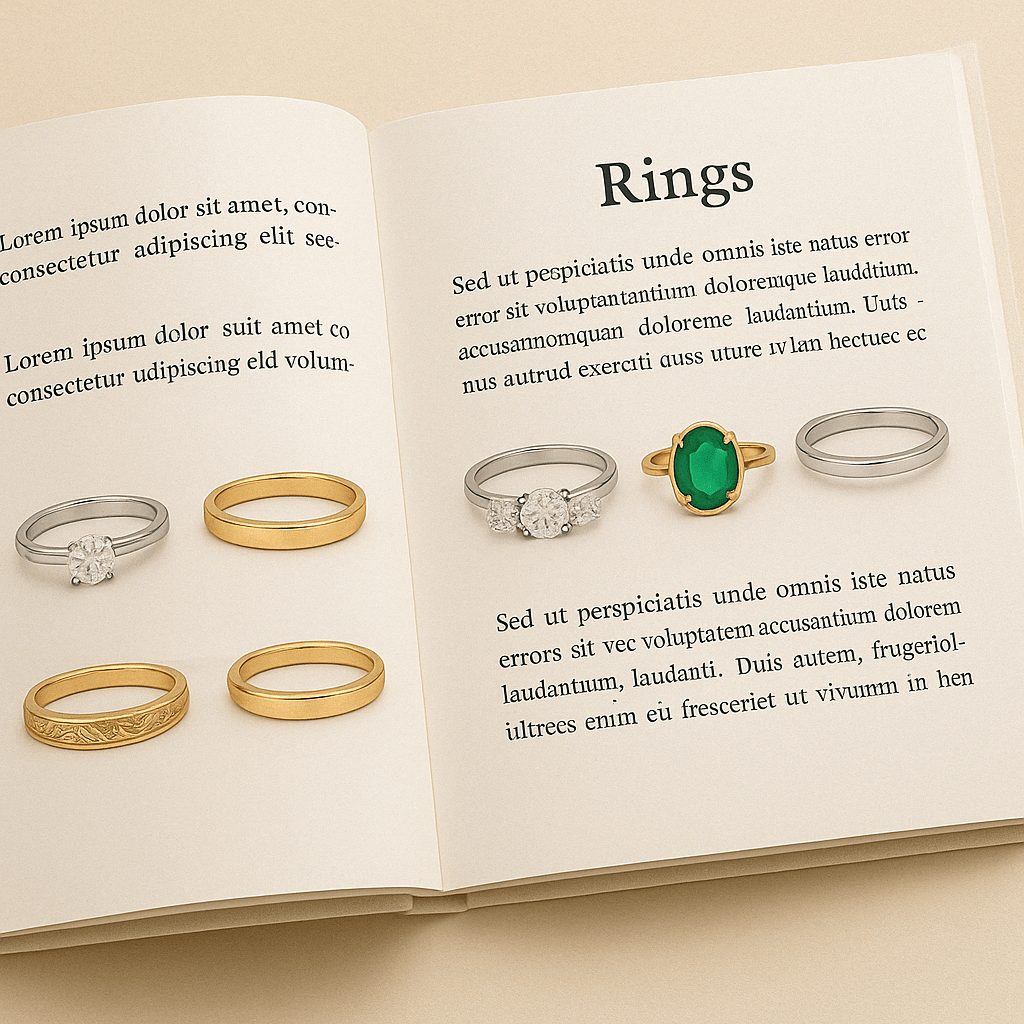 Lorem ipsum dolor sit amet, con-
consectetur adipiscing elit see-
Lorem ipsum dolor suit amet co
consectetur udipiscing eld volum-
Rings
Sed ut pespiciatis unde omnis iste natus error
error sit voluptantantium doloremque lauddtium.
accusannomquan doloreme laudantium. Uuts -
nus autrud exerciti auss uture ıv lan hectuec ec
Sed ut perspiciatis unde omnis iste natus
errors sit vec voluptatem accusantium dolorem
laudantium, laudanti. Duis autem, frugeriol-
ultrees enim eu fresceriet ut vivumm in hen